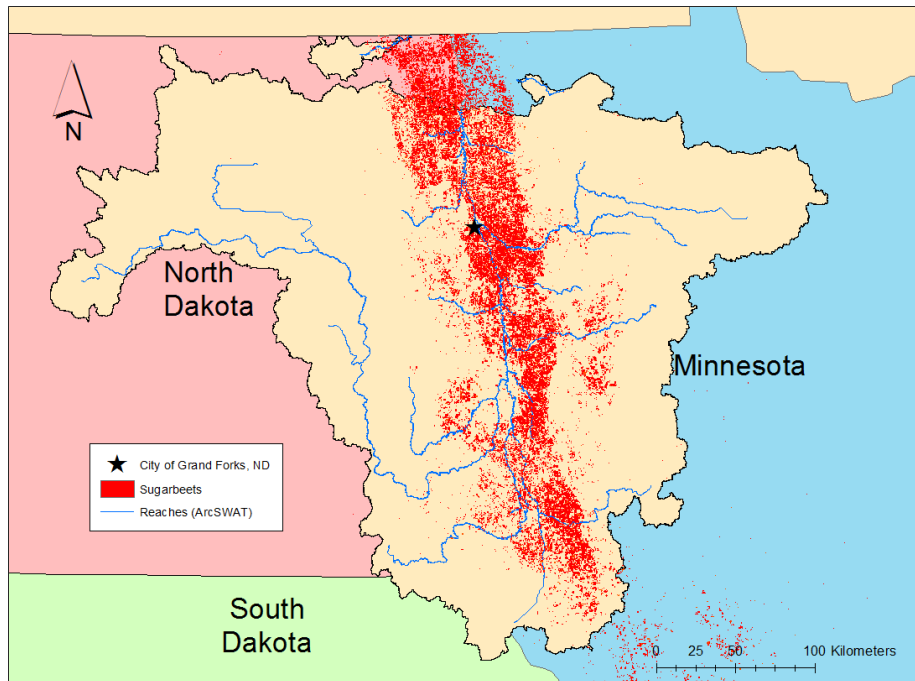 N
North
Dakota
Minnesota
City of Grand Forks, ND
Sugarbeets
Reaches (ArcSWAT)
South
Dakota
0 25 50 100 Kilometers